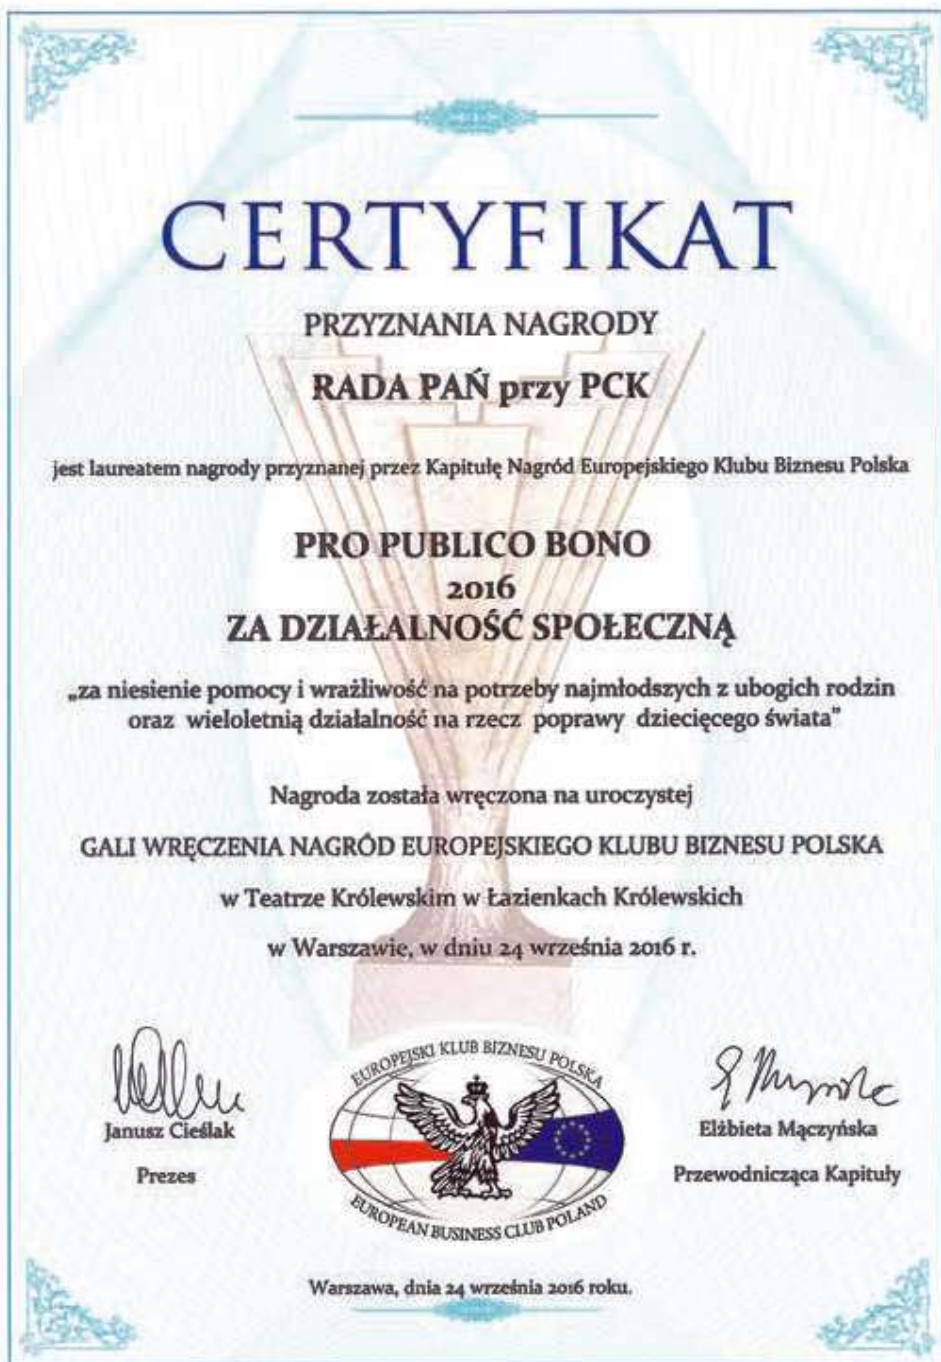 CERTYFIKAT
PRZYZNANIA NAGRODY
RADA PAŃ przy PCK
jest laureatem nagrody przyznanej przez Kapitułę Nagród Europejskiego Klubu Biznesu Polska
PRO PUBLICO BONO
2016
ZA DZIAŁALNOŚĆ SPOŁECZNĄ
„za niesienie pomocy i wrażliwość na potrzeby najmłodszych z ubogich rodzin
oraz wieloletnią działalność na rzecz poprawy dziecięcego świata”
Nagroda została wręczona na uroczystej
GALI WRĘCZENIA NAGRÓD EUROPEJSKIEGO KLUBU BIZNESU POLSKA
w Teatrze Królewskim w Łazienkach Królewskich
w Warszawie, w dniu 24 września 2016 r.
Janusz Cieślak
Prezes
EUROPEJSKI KLUB BIZNESU POLSKA
EUROPEAN BUSINESS CLUB POLAND
Elżbieta Mączyńska
Przewodnicząca Kapituły
Warszawa, dnia 24 września 2016 roku.